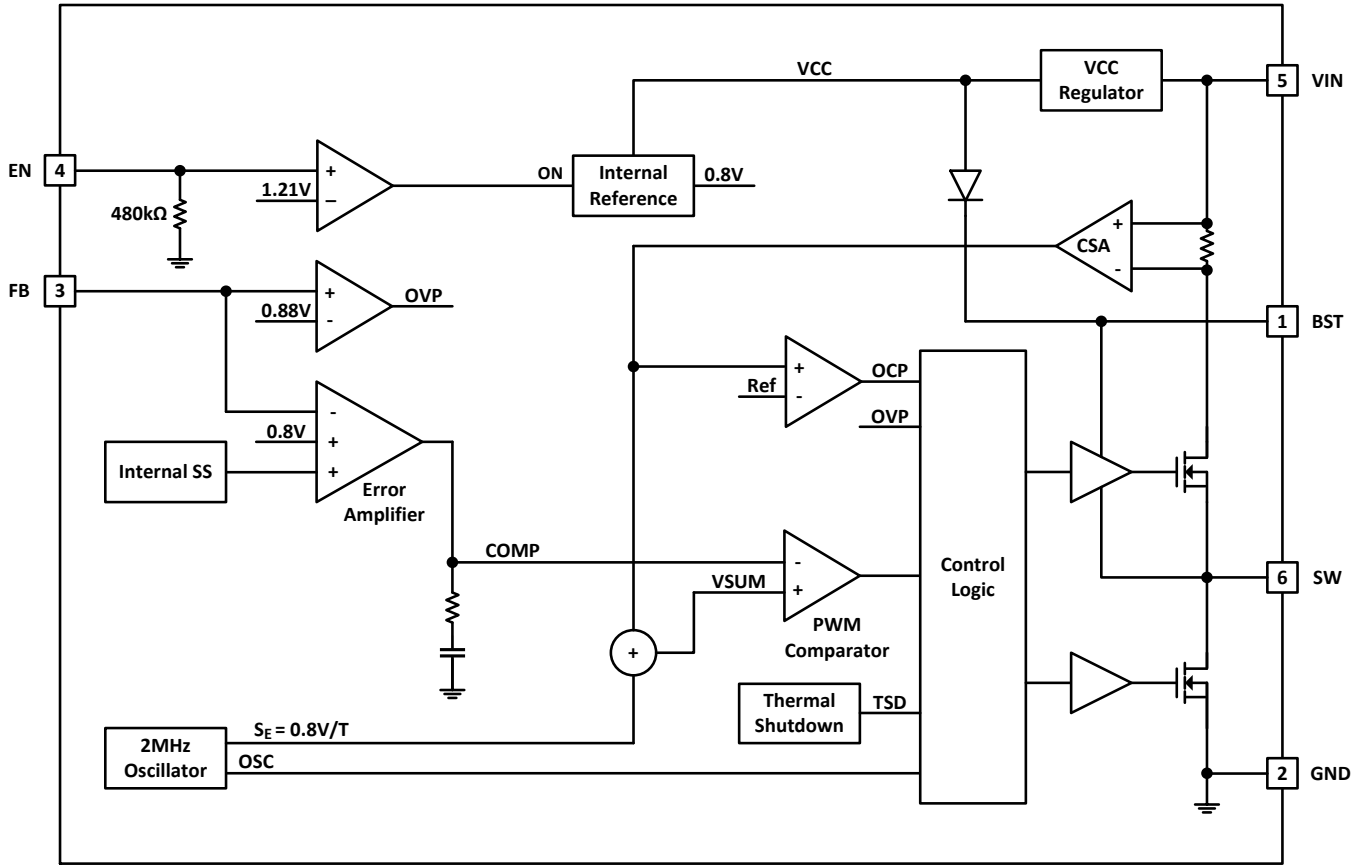 VCC
VCC
Regulator
5
VIN
EN
4
+
1.21V
–
480kΩ
ON
Internal
Reference
0.8V
CSA
+
-
FB
3
+
0.88V
-
OVP
1
BST
+
Ref
-
OCP
OVP
-
0.8V
+
Internal SS
+
Error
Amplifier
COMP
-
VSUM
+
PWM
Comparator
Control
Logic
6
SW
+
Thermal
Shutdown
TSD
SE = 0.8V/T
2MHz
Oscillator
OSC
2
GND